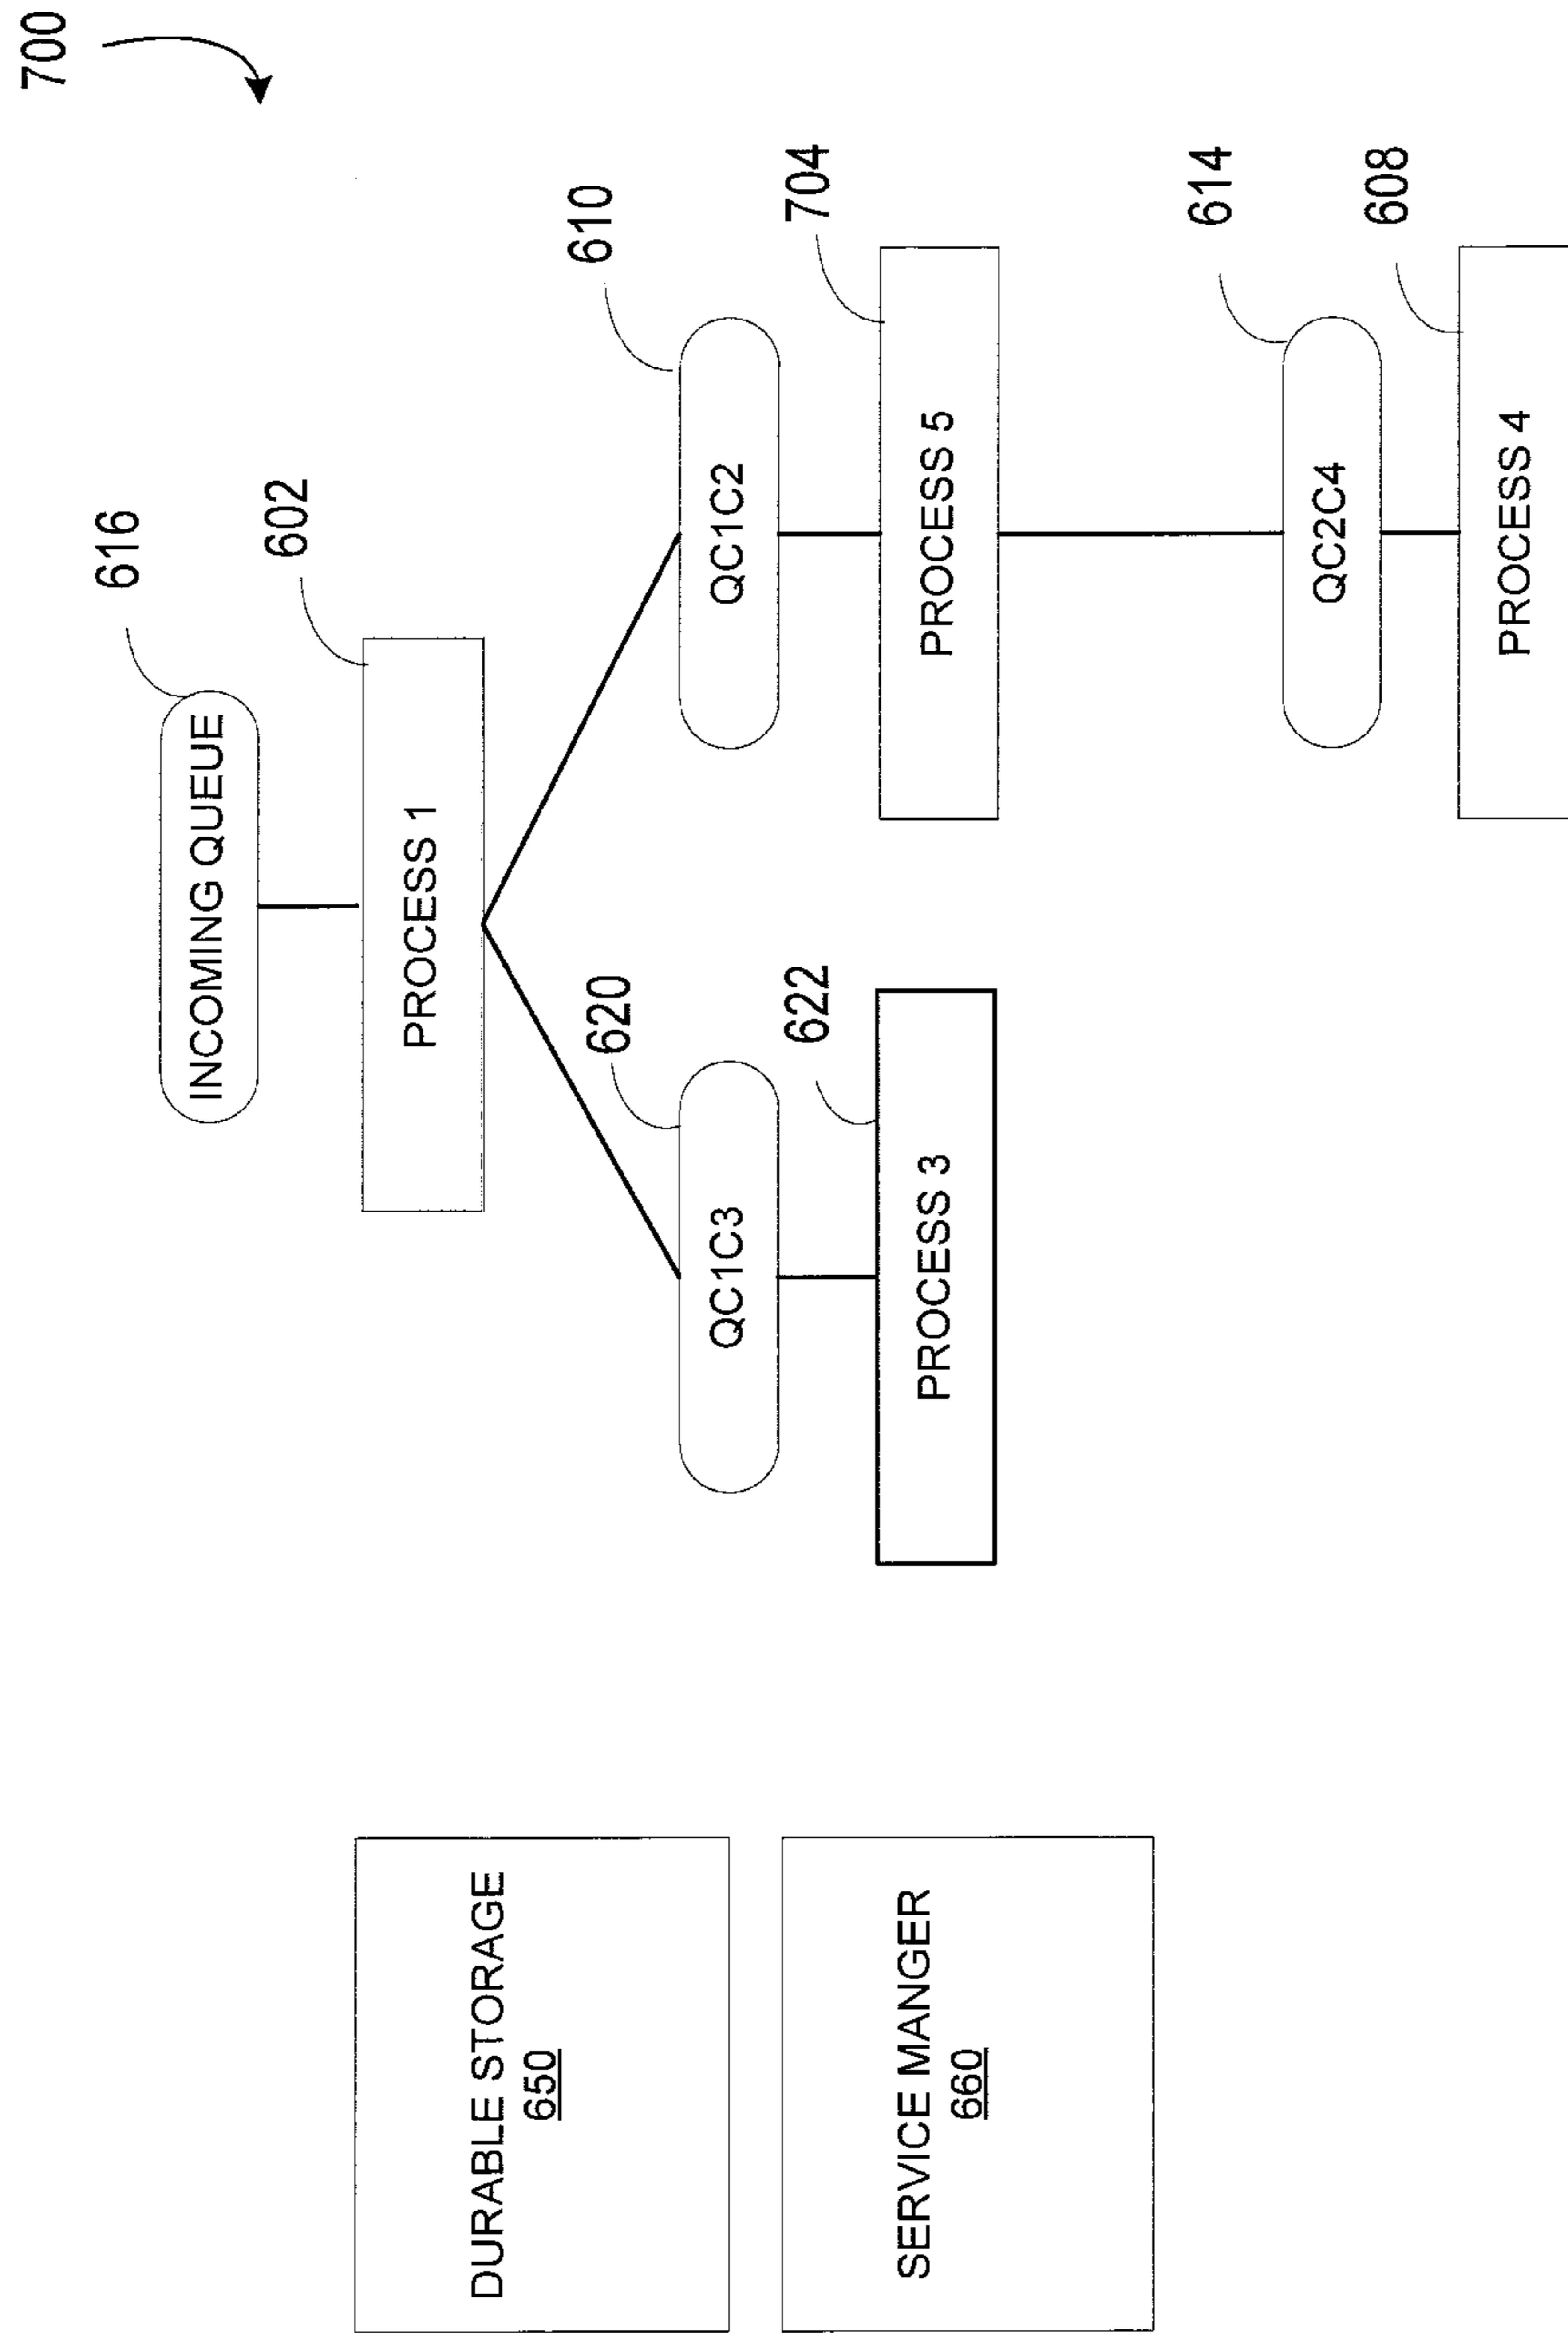 700
616
INCOMING QUEUE
602
PROCESS 1
620
QC1C3
610
QC1C2
622
PROCESS 3
704
PROCESS 5
614
QC2C4
608
PROCESS 4
DURABLE STORAGE
650
SERVICE MANGER
660